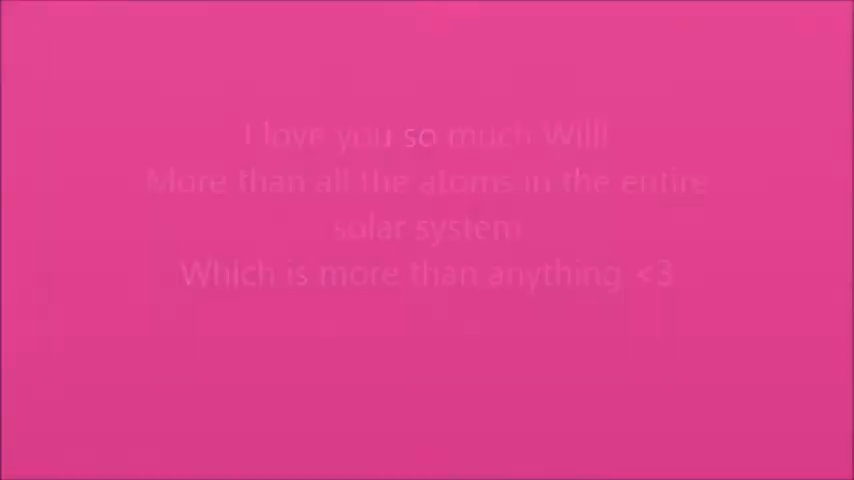 I love you so much Will!
More than all the atoms in the entire
solar system
Which is more than anything <3